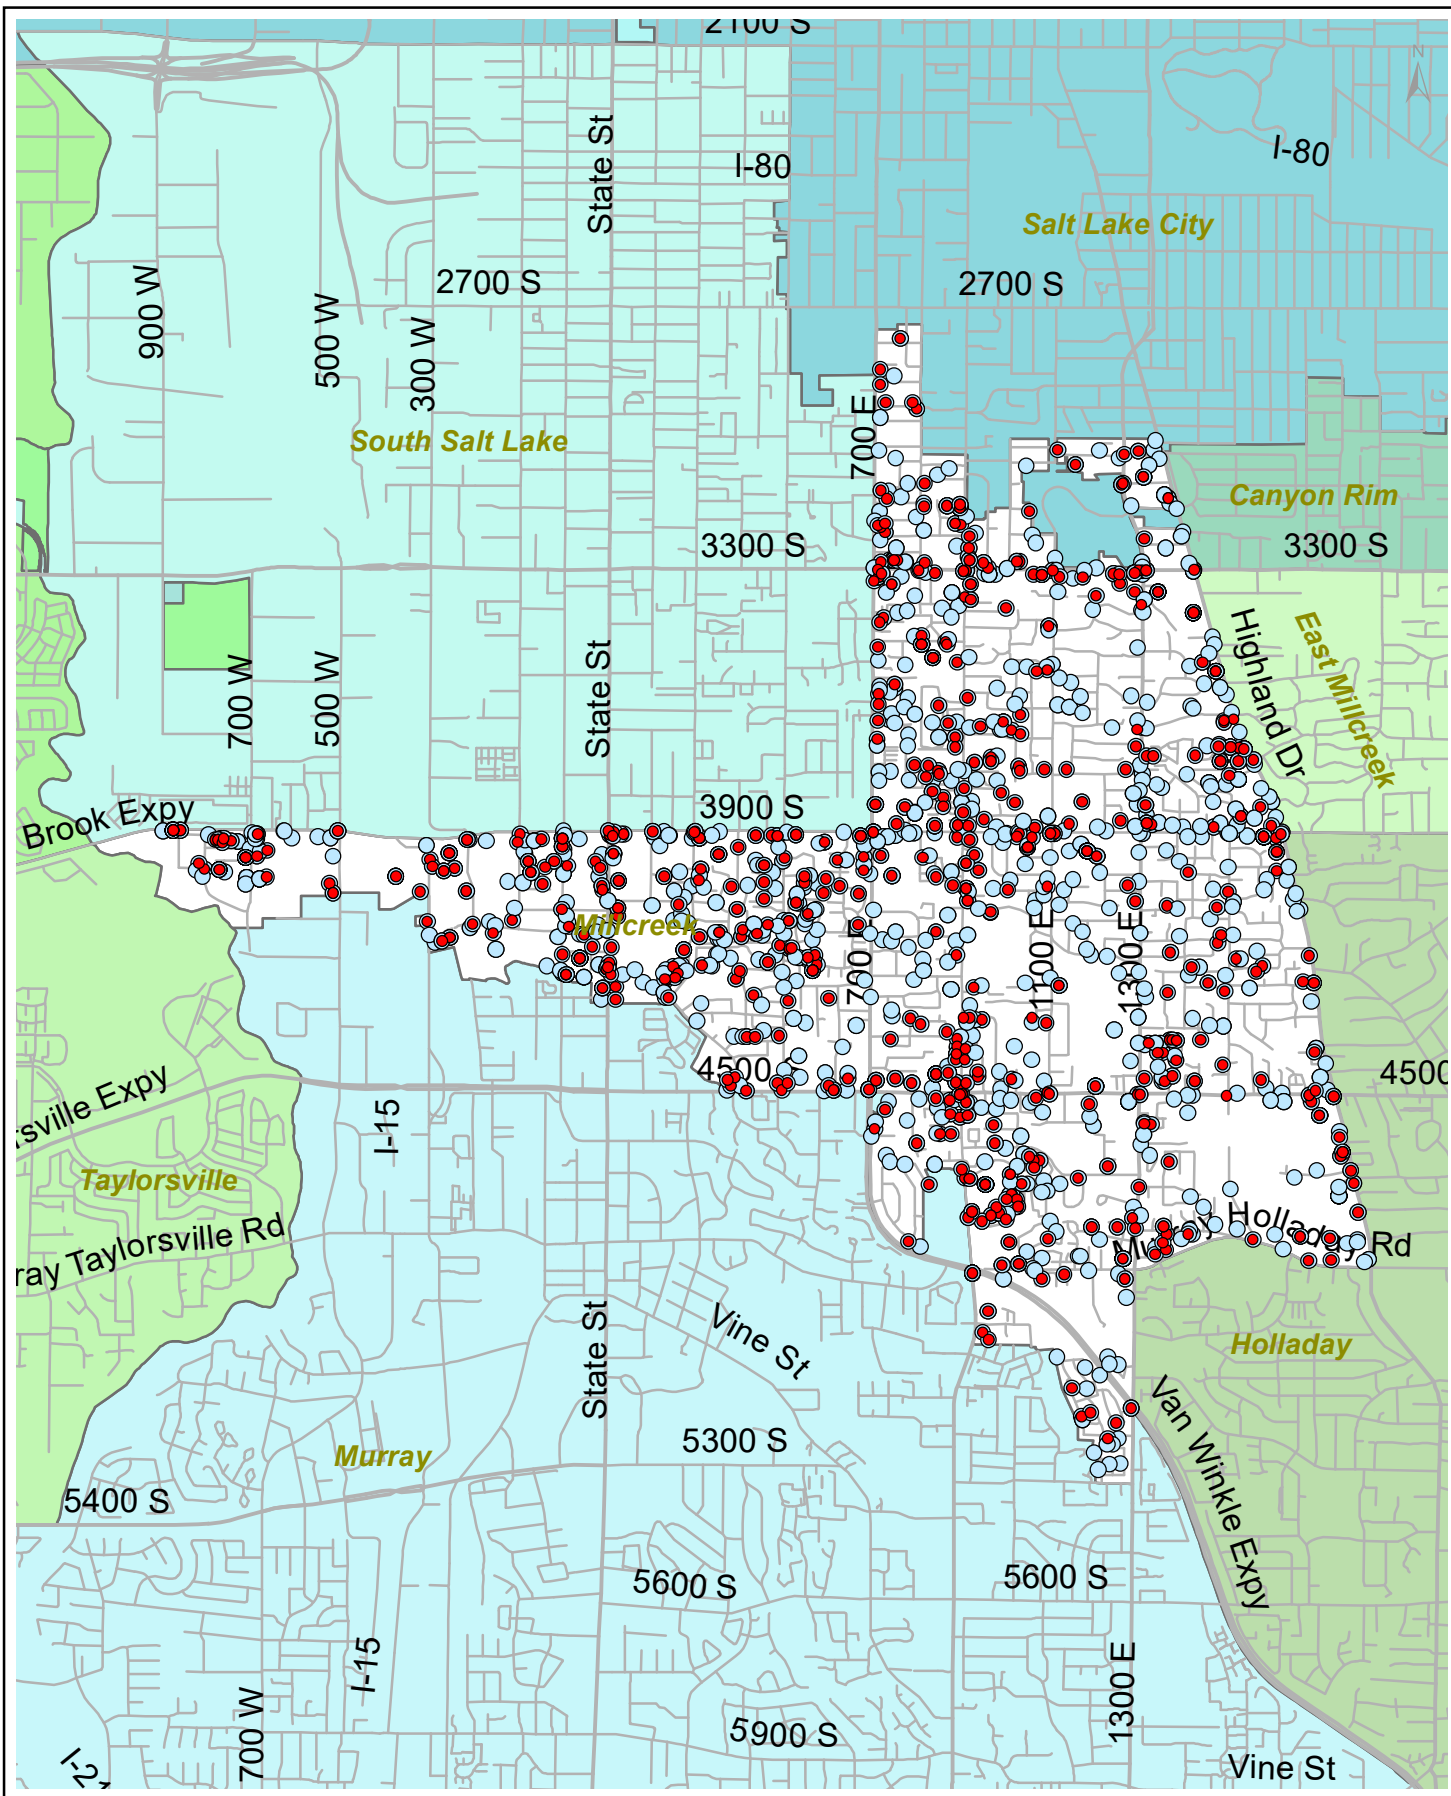 2100 S
N
I-80
I-80
State St
Salt Lake City
2700 S
2700 S
900 W
500 W
300 W
700 E
South Salt Lake
Canyon Rim
3300 S
3300 S
Highland Dr
East Millcreek
700 W
500 W
State St
3900 S
Brook Expy
Millcreek
700 E
1100 E
1300 E
4500 S
4500
rsville Expy
I-15
Taylorsville
ray Taylorsville Rd
Murray Holladay Rd
State St
Vine St
Holladay
Van Winkle Expy
5300 S
Murray
5400 S
5600 S
5600 S
I-15
1300 E
700 W
5900 S
I-21
Vine St